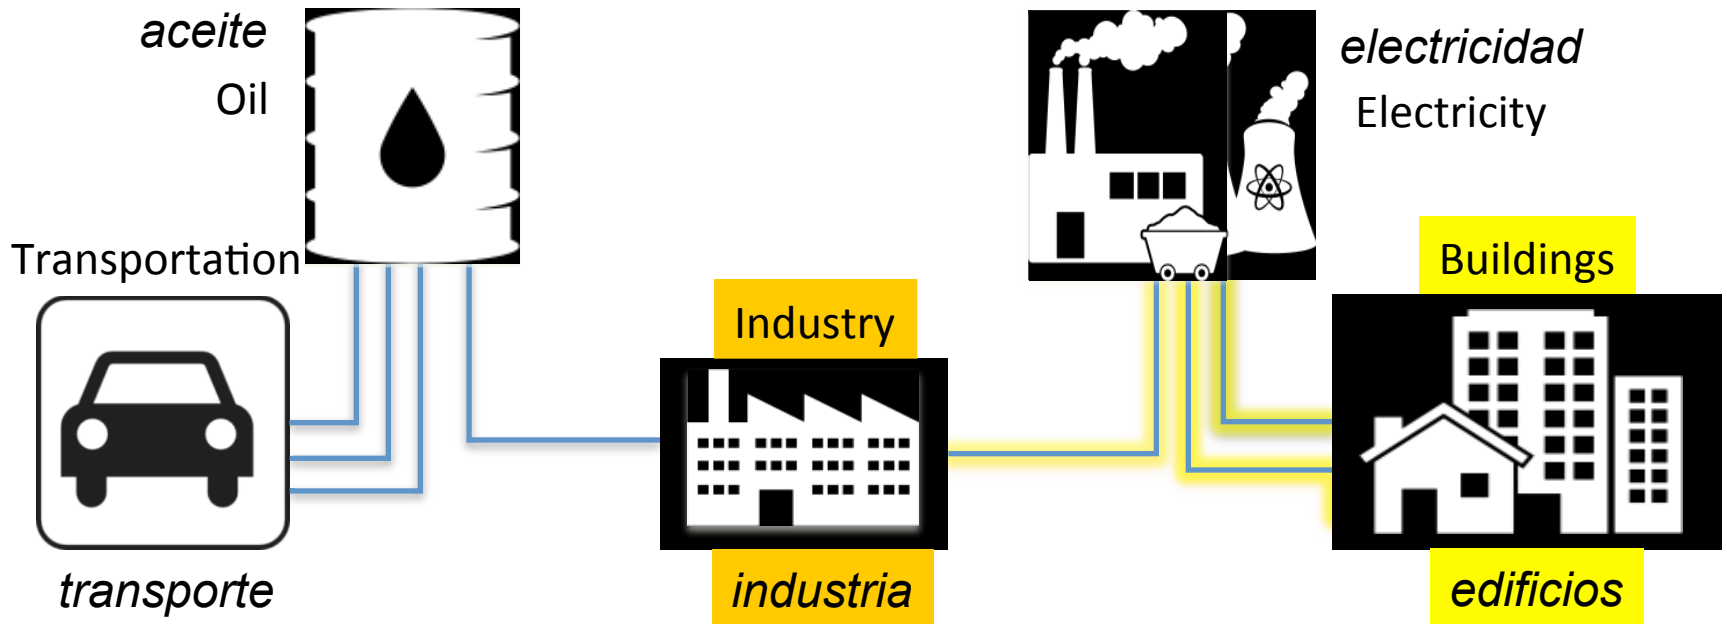 aceite
Oil
electricidad
Electricity
Transportation
Buildings
Industry
transporte
industria
edificios